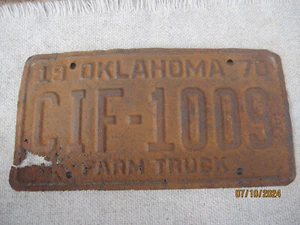 19 OKLAHOMA 70
CIF-1009
FARM TRUCK
07/10/2024